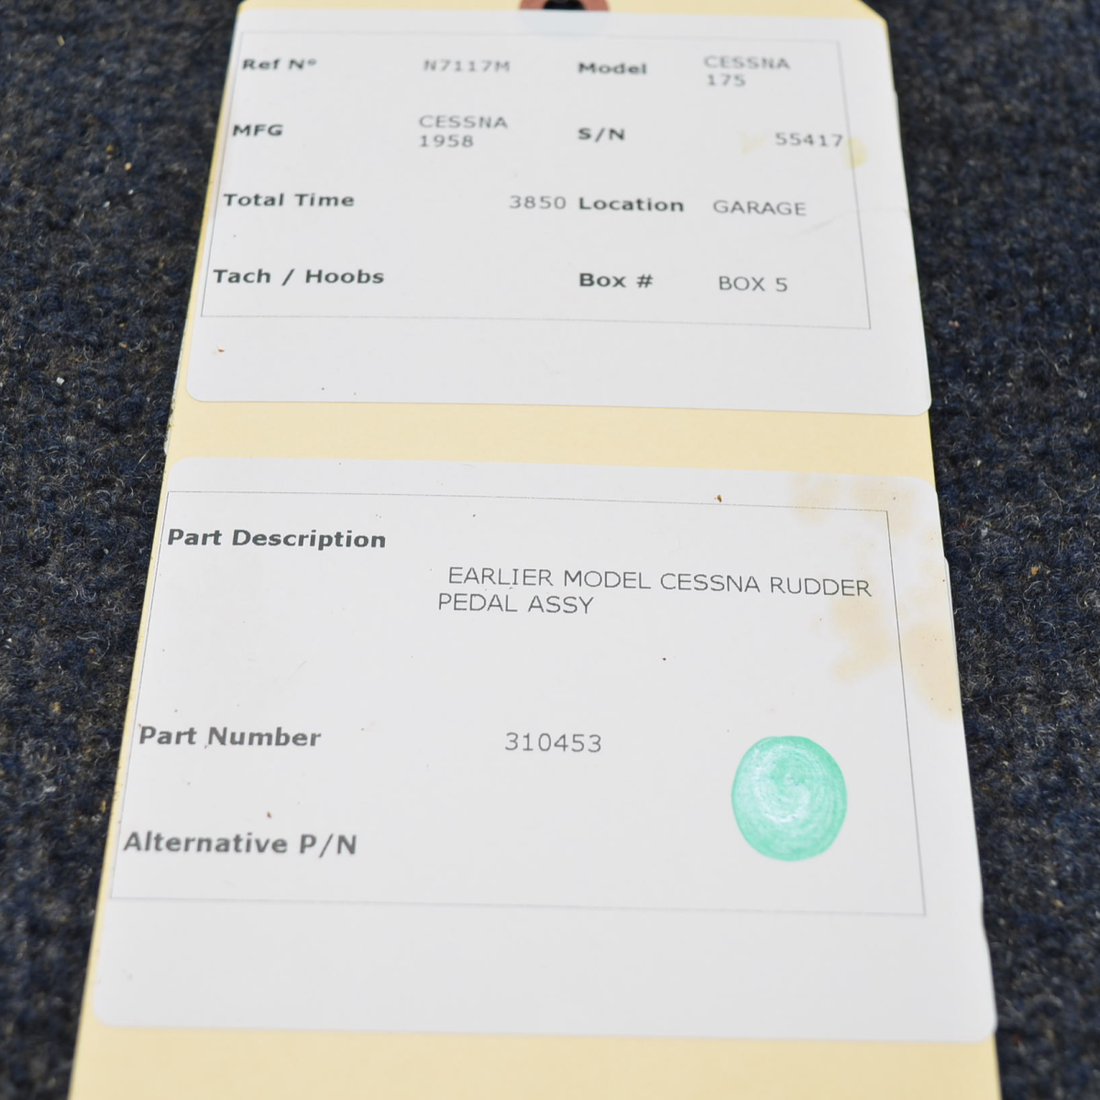 Ref N° N7117M Model CESSNA
175
MFG CESSNA S/N 55417
1958
Total Time 3850 Location GARAGE
Tach / Hoobs Box # BOX 5
Part Description
EARLIER MODEL CESSNA RUDDER
PEDAL ASSY
Part Number 310453
Alternative P/N